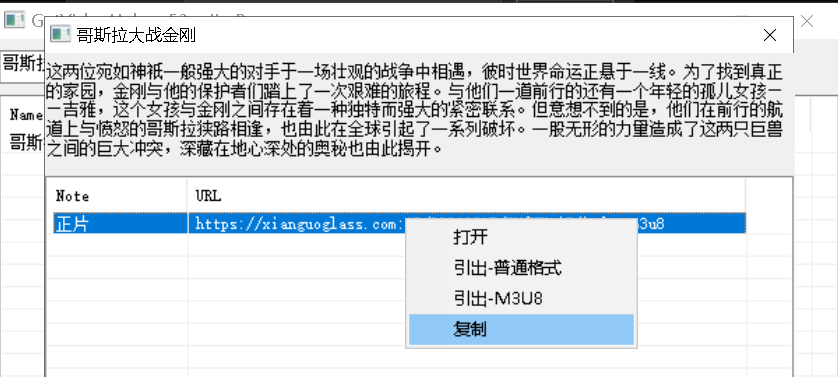 哥斯拉大战金刚
哥斯
这两位宛如神祇一般强大的对手于一场壮观的战争中相遇，彼时世界命运正悬于一线。为了找到真正
的家园，金刚与他的保护者们踏上了一次艰难的旅程。与他们一道前行的还有一个年轻的孤儿女孩－
－吉雅，这个女孩与金刚之间存在着一种独特而强大的紧密联系。但意想不到的是，他们在前行的航
道上与愤怒的哥斯拉狭路相逢，也由此在全球引起了一系列破坏。一股无形的力量造成了这两只巨兽
之间的巨大冲突，深藏在地心深处的奥秘也由此揭开。
Name
哥斯
Note URL
正片 https://xianguoglass.com: 3u8
打开
引出-普通格式
引出-M3U8
复制